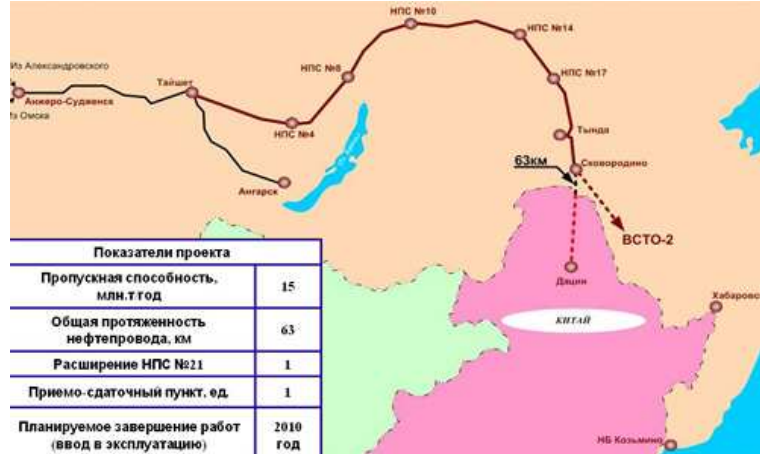 НПС №10
НПС №14
Из Александровского
Тайшет
НПС №8
НПС №17
Анжеро-Судженск
Из Омска
НПС №4
Тында
63км
Сковородино
Ангарск
ВСТО-2
Показатели проекта
Пропускная способность,
млн.т год
15
Дацин
Хабаровс
Общая протяженность
нефтепровода, км
63
КИТАЙ
Расширение НПС №21
1
Приемо-сдаточный пункт, ед.
1
Планируемое завершение работ
(ввод в эксплуатацию)
2010
год
НБ Козьмино